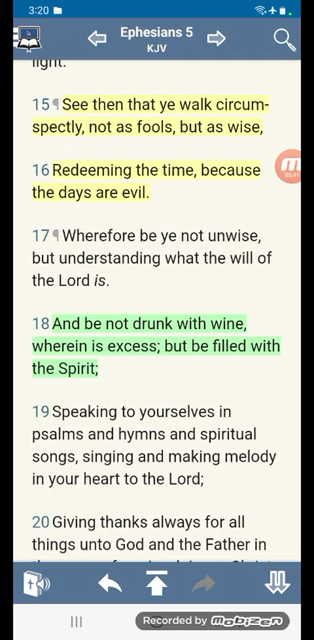 3:20
Ephesians 5
KJV
light.
15 ¶ See then that ye walk circum-
spectly, not as fools, but as wise,
16 Redeeming the time, because
the days are evil.
17 ¶ Wherefore be ye not unwise,
but understanding what the will of
the Lord is.
18 And be not drunk with wine,
wherein is excess; but be filled with
the Spirit;
19 Speaking to yourselves in
psalms and hymns and spiritual
songs, singing and making melody
in your heart to the Lord;
20 Giving thanks always for all
things unto God and the Father in
Recorded by Mobizen